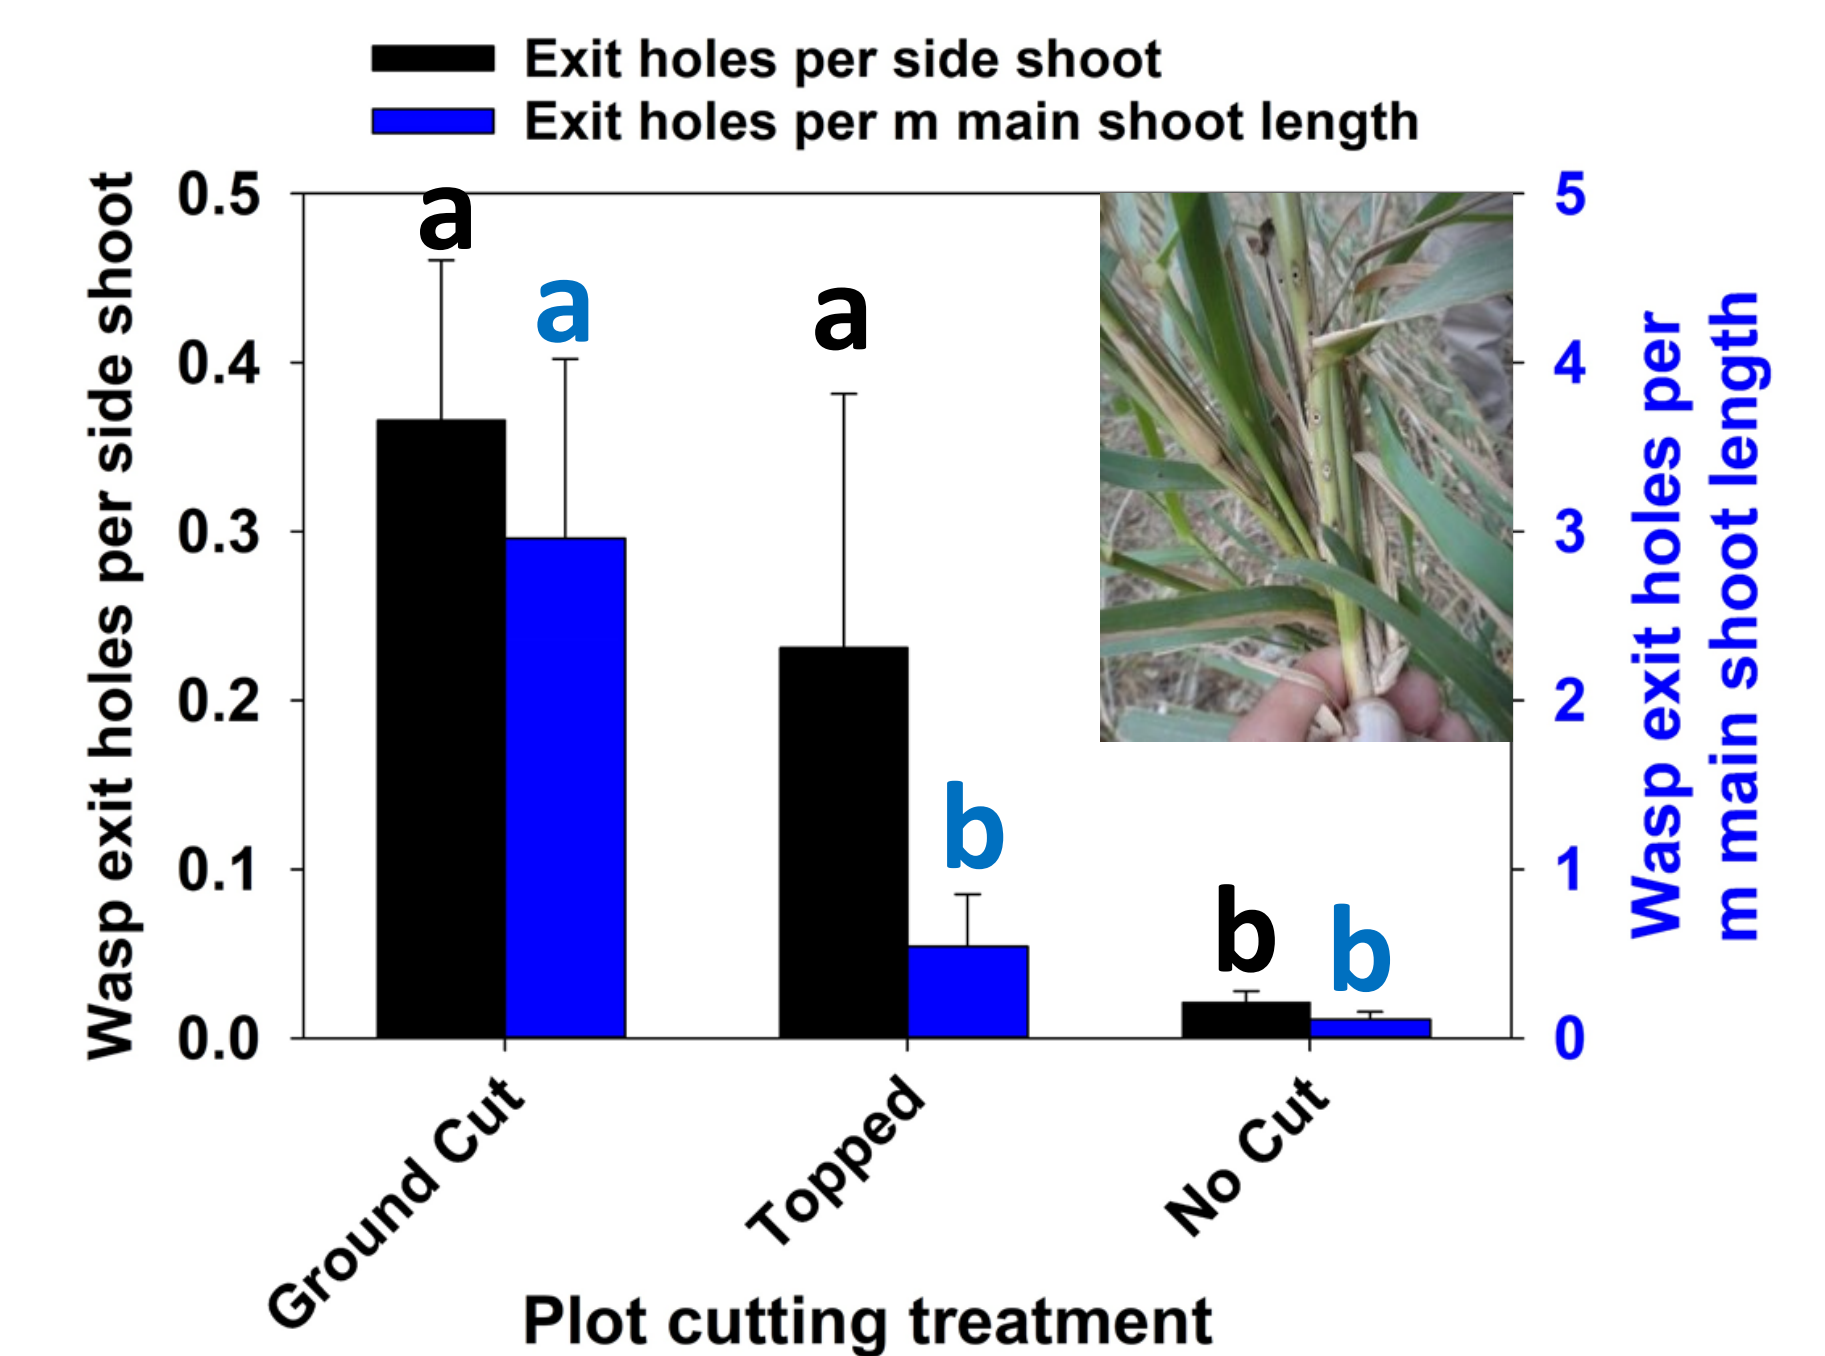 Exit holes per side shoot
Exit holes per m main shoot length
Wasp exit holes per side shoot
0.5
0.4
0.3
0.2
0.1
0.0
a
a
a
b
b
b
5
4
3
2
1
0
Wasp exit holes per
m main shoot length
Ground Cut
Topped
No Cut
Plot cutting treatment